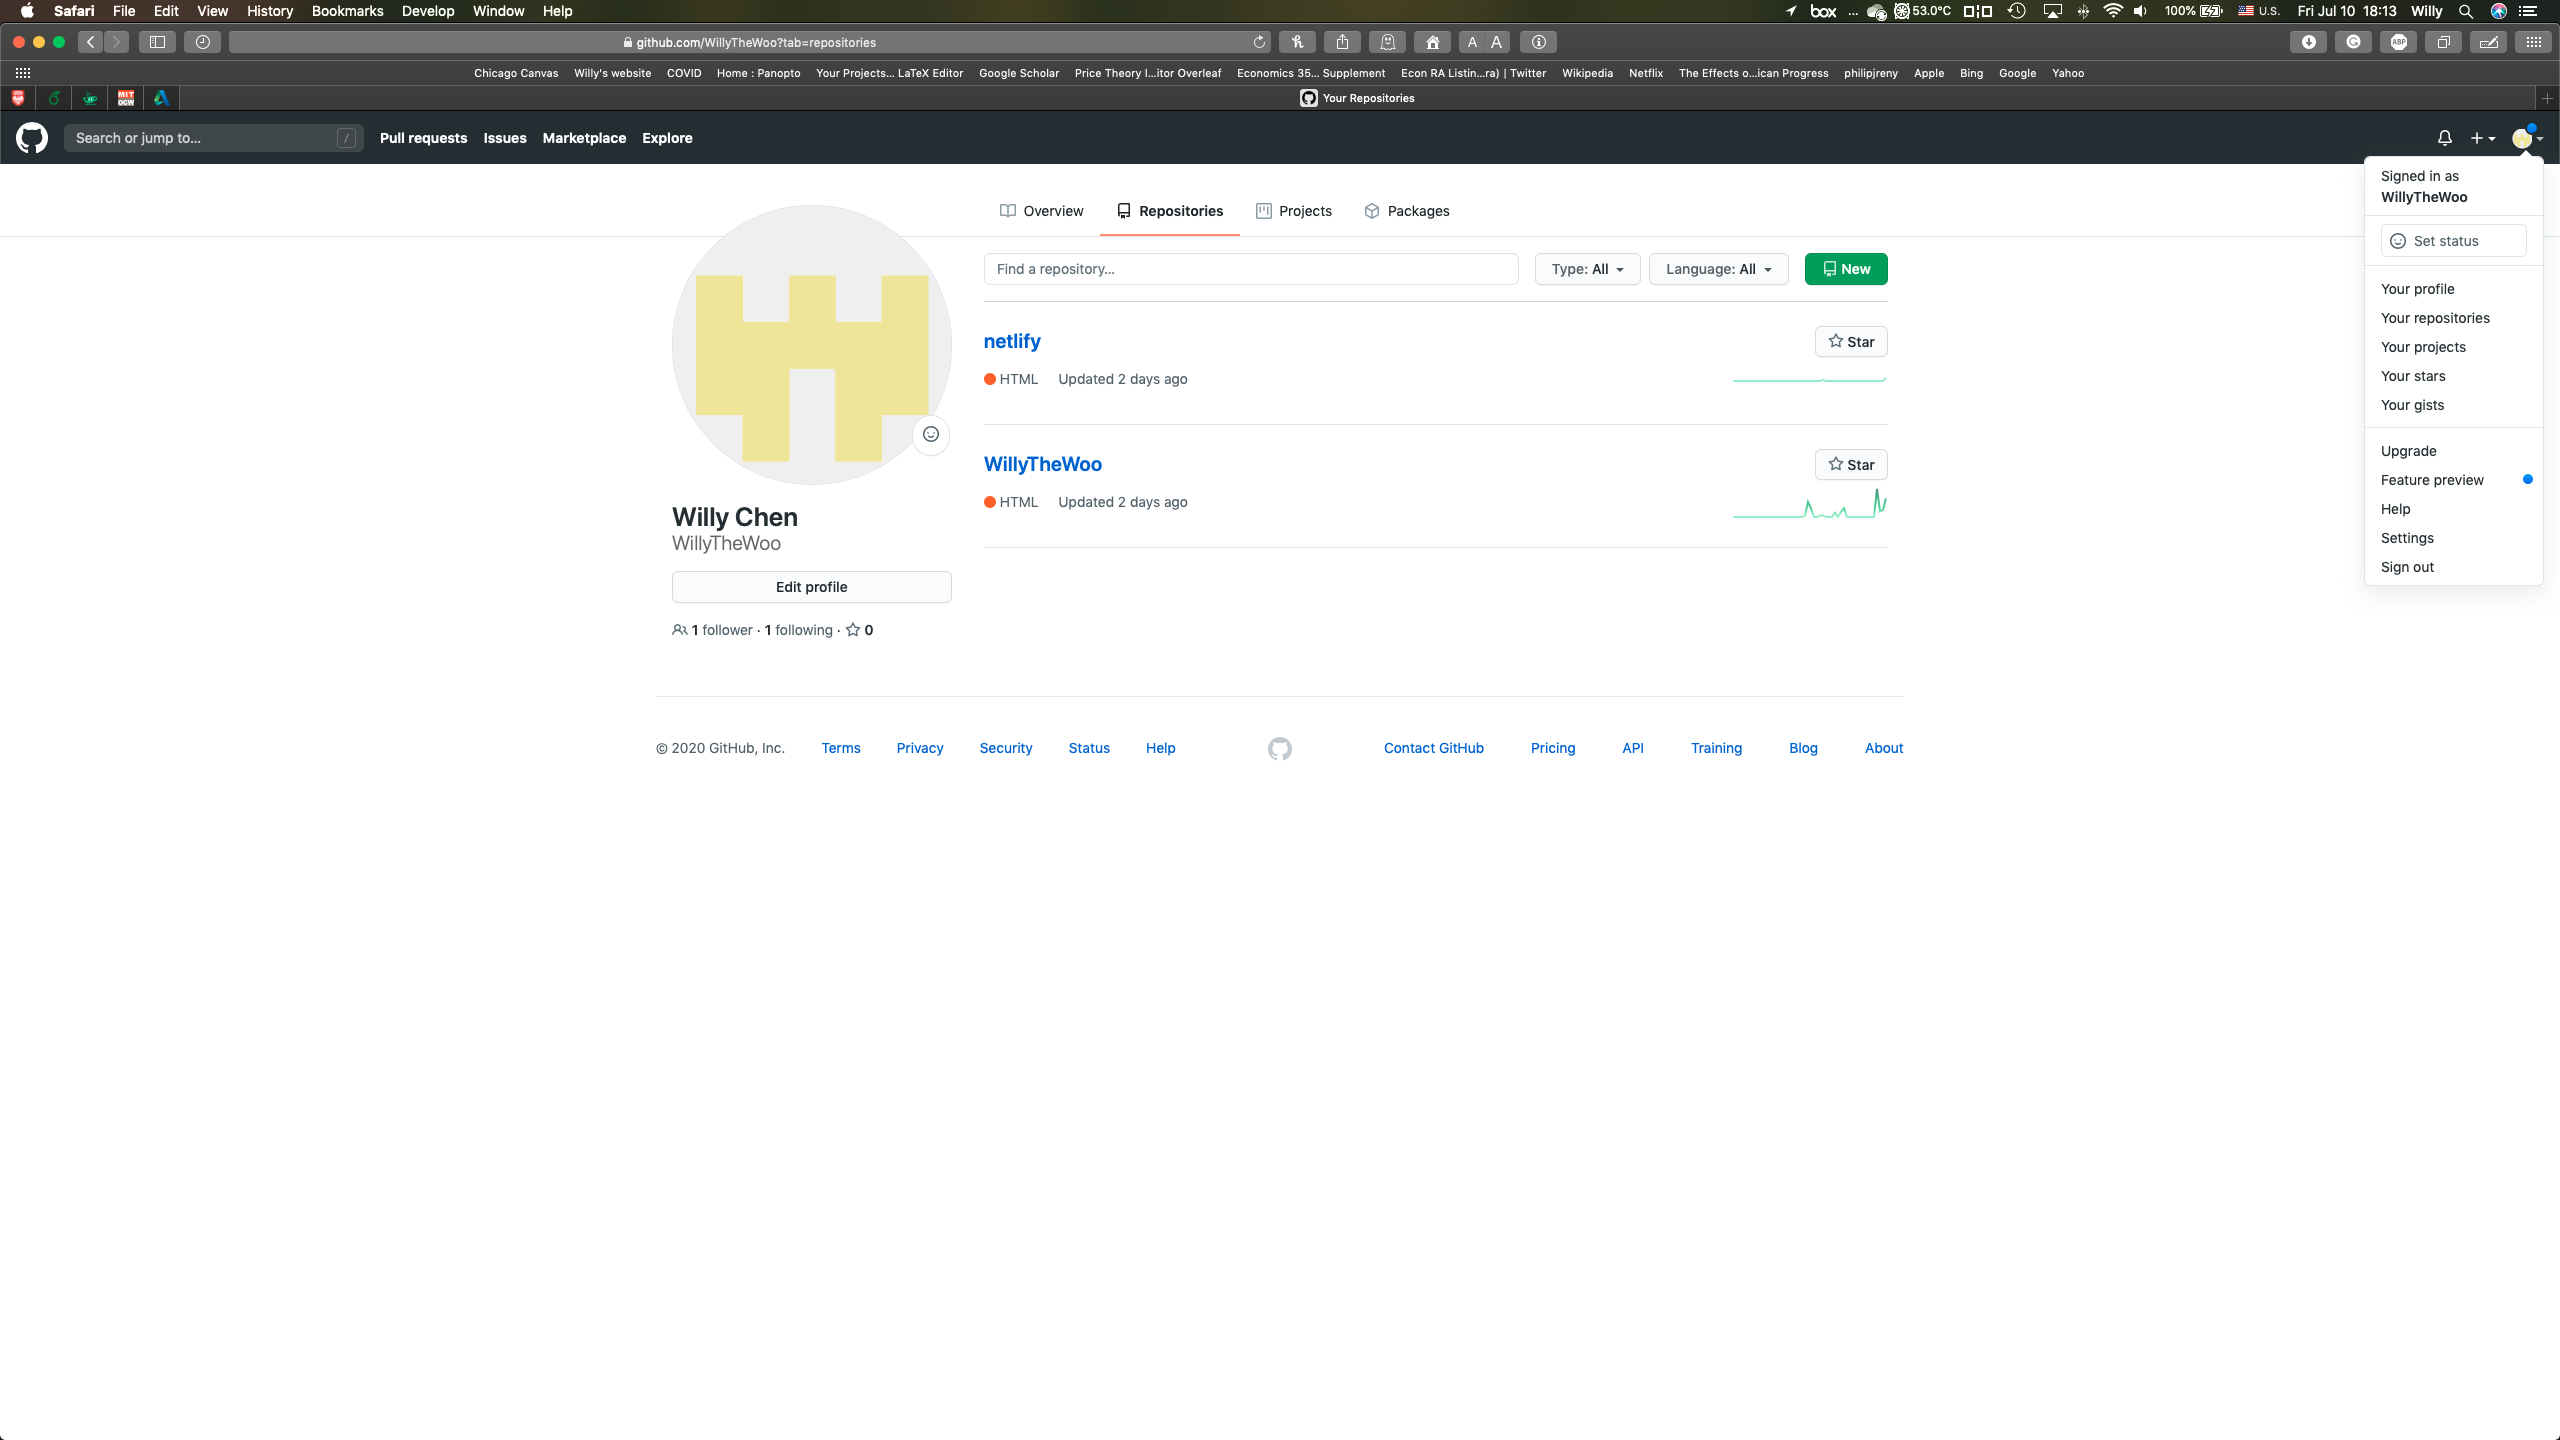 Safari File Edit View History Bookmarks Develop Window Help
box ... 53.0°C 100% U.S. Fri Jul 10 18:13 Willy
github.com/WillyTheWoo?tab=repositories
A A
ABP
Chicago Canvas Willy's website COVID Home : Panopto Your Projects... LaTeX Editor Google Scholar Price Theory I...itor Overleaf Economics 35... Supplement Econ RA Listin...ra) | Twitter Wikipedia Netflix The Effects o...ican Progress philipjreny Apple Bing Google Yahoo
MIT OCW Your Repositories
Search or jump to... / Pull requests Issues Marketplace Explore
Signed in as
WillyTheWoo
Set status
Your profile
Your repositories
Your projects
Your stars
Your gists
Upgrade
Feature preview
Help
Settings
Sign out
Overview Repositories Projects Packages
Find a repository... Type: All Language: All New
netlify Star
HTML Updated 2 days ago
WillyTheWoo Star
HTML Updated 2 days ago
Willy Chen
WillyTheWoo
Edit profile
1 follower · 1 following · 0
© 2020 GitHub, Inc. Terms Privacy Security Status Help Contact GitHub Pricing API Training Blog About